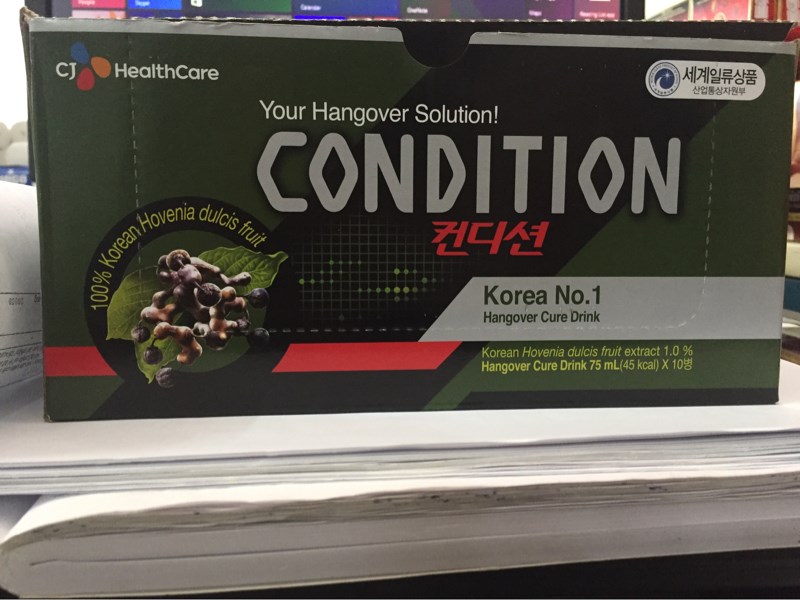 CJ HealthCare
세계일류상품
산업통상자원부
Your Hangover Solution!
CONDITION
컨디션
100% Korean Hovenia dulcis fruit
Korea No.1
Hangover Cure Drink
Korean Hovenia dulcis fruit extract 1.0 %
Hangover Cure Drink 75 mL(45 kcal) X 10병